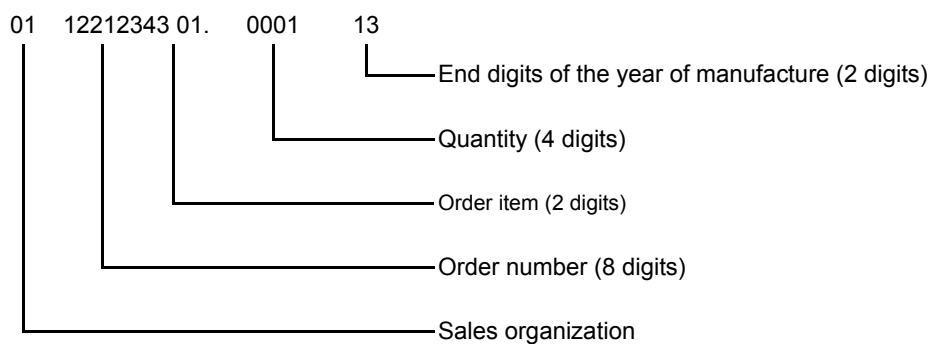 01 12212343 01. 0001 13
End digits of the year of manufacture (2 digits)
Quantity (4 digits)
Order item (2 digits)
Order number (8 digits)
Sales organization